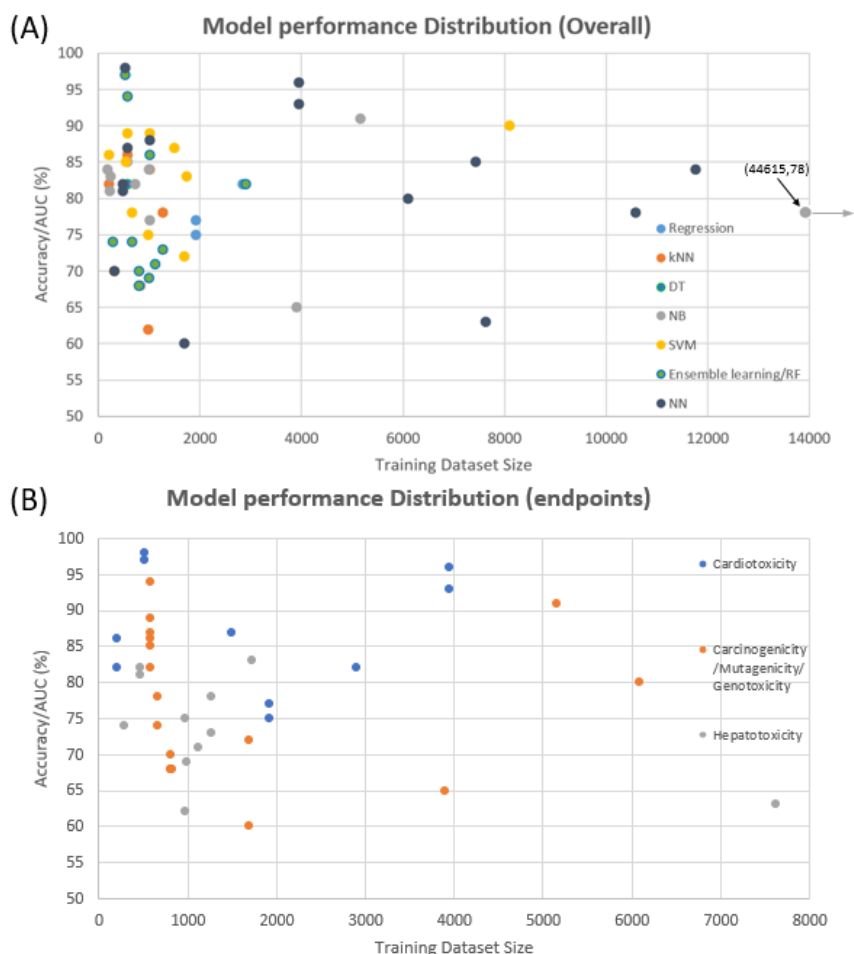 (A)
Model performance Distribution (Overall)
Accuracy/AUC (%)
100
95
90
85
80
75
70
65
60
55
50
(44615,78)
Regression
kNN
DT
NB
SVM
Ensemble learning/RF
NN
0 2000 4000 6000 8000 10000 12000 14000
Training Dataset Size
(B)
Model performance Distribution (endpoints)
Accuracy/AUC (%)
100
95
90
85
80
75
70
65
60
55
50
Cardiotoxicity
Carcinogenicity
/Mutagenicity/
Genotoxicity
Hepatotoxicity
0 1000 2000 3000 4000 5000 6000 7000 8000
Training Dataset Size